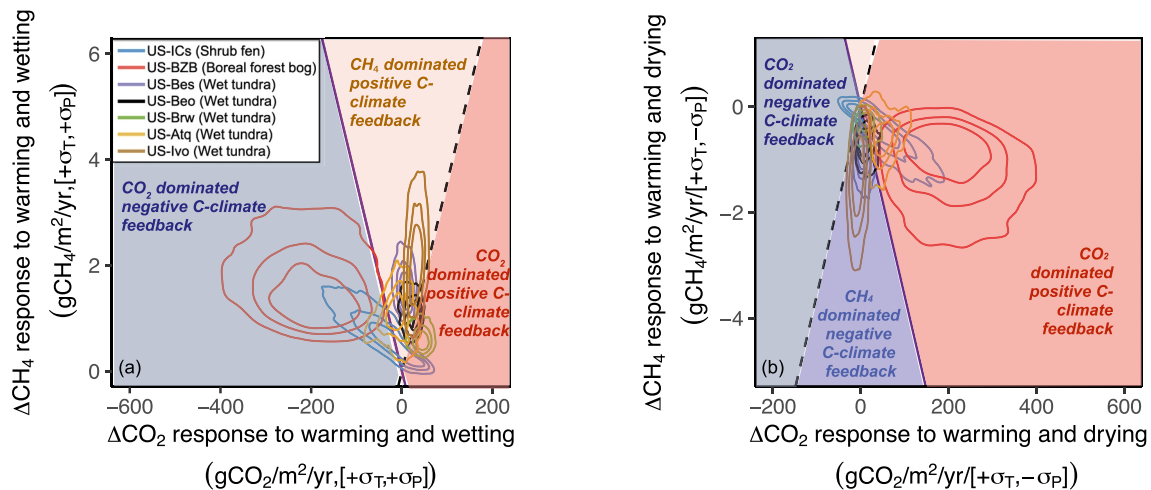 ΔCH₄ response to warming and wetting
(gCH₄/m²/yr,[+σT,+σP])
6
4
2
0
US-ICs (Shrub fen)
US-BZB (Boreal forest bog)
US-Bes (Wet tundra)
US-Beo (Wet tundra)
US-Brw (Wet tundra)
US-Atq (Wet tundra)
US-Ivo (Wet tundra)
CH₄ dominated
positive C-
climate
feedback
CO₂ dominated
negative C-climate
feedback
CO₂
dominated
positive C-
climate
feedback
(a)
−600
−400
−200
0
200
ΔCO₂ response to warming and wetting
(gCO₂/m²/yr,[+σT,+σP])
ΔCH₄ response to warming and drying
(gCH₄/m²/yr/[+σT,−σP])
0
−2
−4
CO₂
dominated
negative
C-climate
feedback
CH₄
dominated
negative
C-climate
feedback
CO₂
dominated
positive C-
climate
feedback
(b)
−200
0
200
400
600
ΔCO₂ response to warming and drying
(gCO₂/m²/yr/[+σT,−σP])